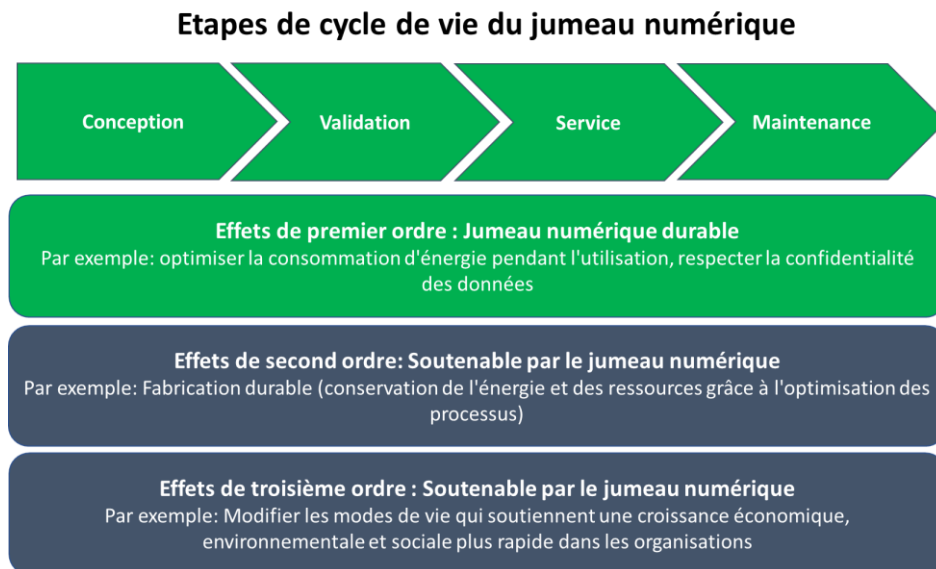 Etapes de cycle de vie du jumeau numérique
Conception
Validation
Service
Maintenance
Effets de premier ordre : Jumeau numérique durable
Par exemple: optimiser la consommation d'énergie pendant l'utilisation, respecter la confidentialité
des données
Effets de second ordre: Soutenable par le jumeau numérique
Par exemple: Fabrication durable (conservation de l'énergie et des ressources grâce à l'optimisation des
processus)
Effets de troisième ordre : Soutenable par le jumeau numérique
Par exemple: Modifier les modes de vie qui soutiennent une croissance économique,
environnementale et sociale plus rapide dans les organisations